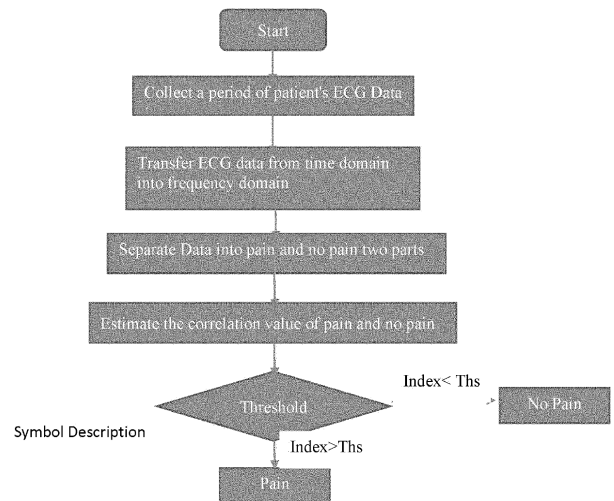 Start
Collect a period of patient's ECG Data
Transfer ECG data from time domain
into frequency domain
Separate Data into pain and no pain two parts
Estimate the correlation value of pain and no pain
Index< Ths
Threshold
No Pain
Symbol Description
Index>Ths
Pain